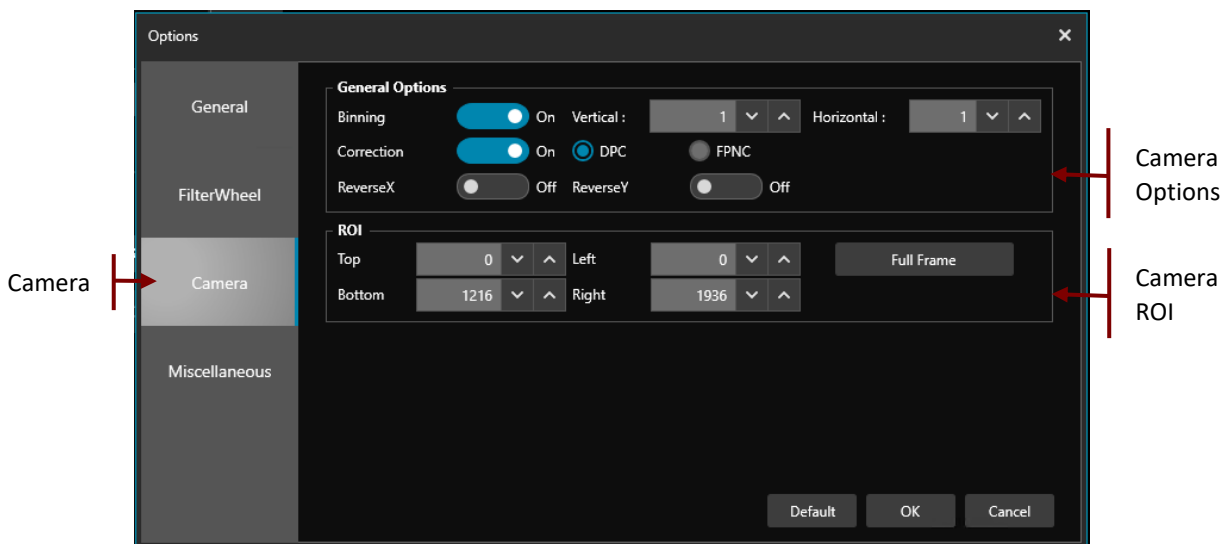 Options
General
FilterWheel
Camera
Miscellaneous
General Options
Binning On Vertical : 1 Horizontal : 1
Correction On DPC FPNC
ReverseX Off ReverseY Off
ROI
Top 0 Left 0 Full Frame
Bottom 1216 Right 1936
Default OK Cancel
Camera
Camera
Options
Camera
ROI